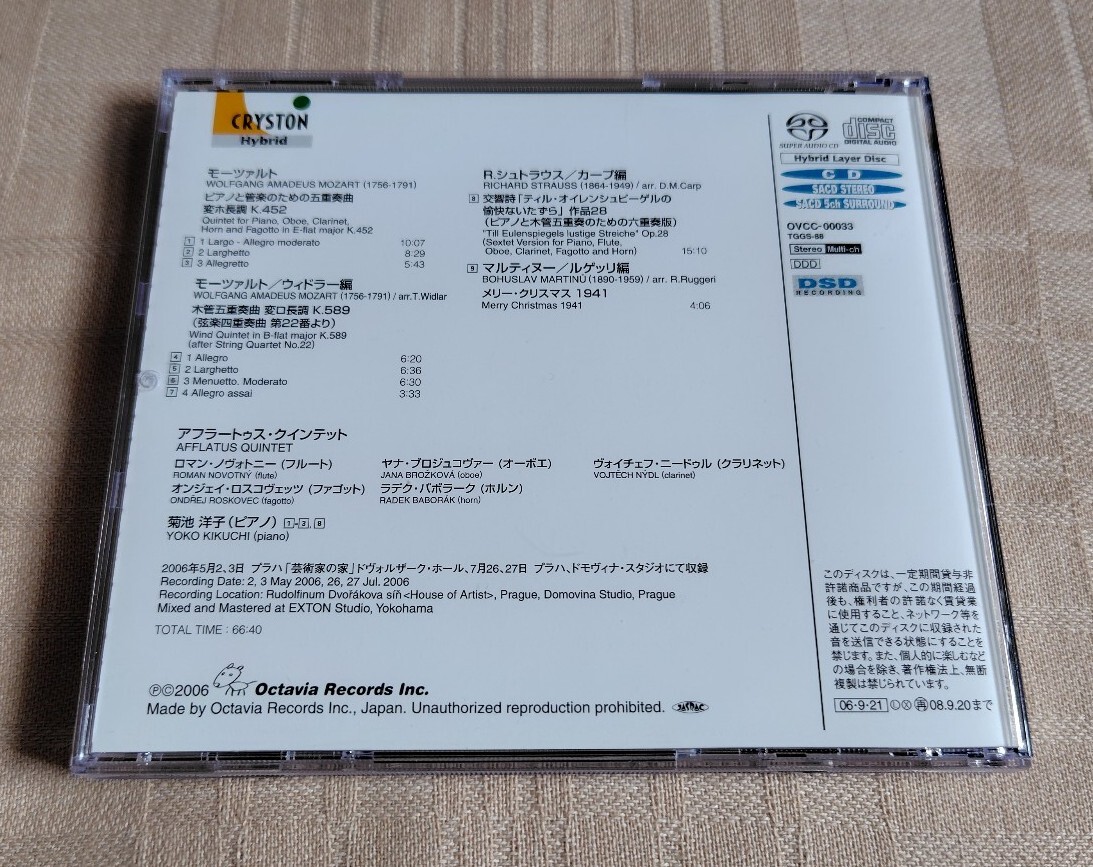 CRYSTON
Hybrid
モーツァルト
WOLFGANG AMADEUS MOZART (1756-1791)
ピアノと管楽のための五重奏曲
変ホ長調 K.452
Quintet for Piano, Oboe, Clarinet,
Horn and Fagotto in E-flat major K.452
1 1 Largo - Allegro moderato 10:07
2 2 Larghetto 8:29
3 3 Allegretto 5:43
モーツァルト／ウィドラー編
WOLFGANG AMADEUS MOZART (1756-1791) / arr.T.Widlar
木管五重奏曲 変ロ長調 K.589
（弦楽四重奏曲 第22番より）
Wind Quintet in B-flat major K.589
(after String Quartet No.22)
4 1 Allegro 6:20
5 2 Larghetto 6:36
6 3 Menuetto. Moderato 6:30
7 4 Allegro assai 3:33
R.シュトラウス／カープ編
RICHARD STRAUSS (1864-1949) / arr. D.M.Carp
8 交響詩「ティル・オイレンシュピーゲルの
愉快ないたずら」作品28
（ピアノと木管五重奏のための六重奏版）
"Till Eulenspiegels lustige Streiche" Op.28
(Sextet Version for Piano, Flute,
Oboe, Clarinet, Fagotto and Horn) 15:10
9 マルティヌー／ルゲッリ編
BOHUSLAV MARTINŮ (1890-1959) / arr. R.Ruggeri
メリー・クリスマス 1941
Merry Christmas 1941 4:06
アフラートゥス・クインテット
AFFLATUS QUINTET
ロマン・ノヴォトニー（フルート） ヤナ・ブロジュコヴァー（オーボエ） ヴォイチェフ・ニードゥル（クラリネット）
ROMAN NOVOTNÝ (flute) JANA BROŽKOVÁ (oboe) VOJTĚCH NÝDL (clarinet)
オンジェイ・ロスコヴェッツ（ファゴット） ラデク・バボラーク（ホルン）
ONDŘEJ ROSKOVEC (fagotto) RADEK BABORÁK (horn)
菊池 洋子（ピアノ） 1-3, 8
YOKO KIKUCHI (piano)
2006年5月2、3日 プラハ「芸術家の家」ドヴォルザーク・ホール、7月26、27日 プラハ、ドモヴィナ・スタジオにて収録
Recording Date: 2, 3 May 2006, 26, 27 Jul. 2006
Recording Location: Rudolfinum Dvořákova síň <House of Artist>, Prague, Domovina Studio, Prague
Mixed and Mastered at EXTON Studio, Yokohama
TOTAL TIME : 66:40
℗©2006 Octavia Records Inc.
Made by Octavia Records Inc., Japan. Unauthorized reproduction prohibited. JASRAC
SUPER AUDIO CD
COMPACT disc DIGITAL AUDIO
Hybrid Layer Disc
CD
SACD STEREO
SACD 5ch SURROUND
OVCC-00033
TGGS-88
Stereo Multi-ch
DDD
DSD
RECORDING
このディスクは、一定期間貸与非
許諾商品ですが、この期間経過
後も、権利者の許諾なく賃貸業
に使用すること、ネットワーク等を
通じてこのディスクに収録された
音を送信できる状態にすることを
禁じます。また、個人的に楽しむなど
の場合を除き、著作権法上、無断
複製は禁じられています。
06・9・21 Ⓛ Ⓧ 再 08.9.20まで